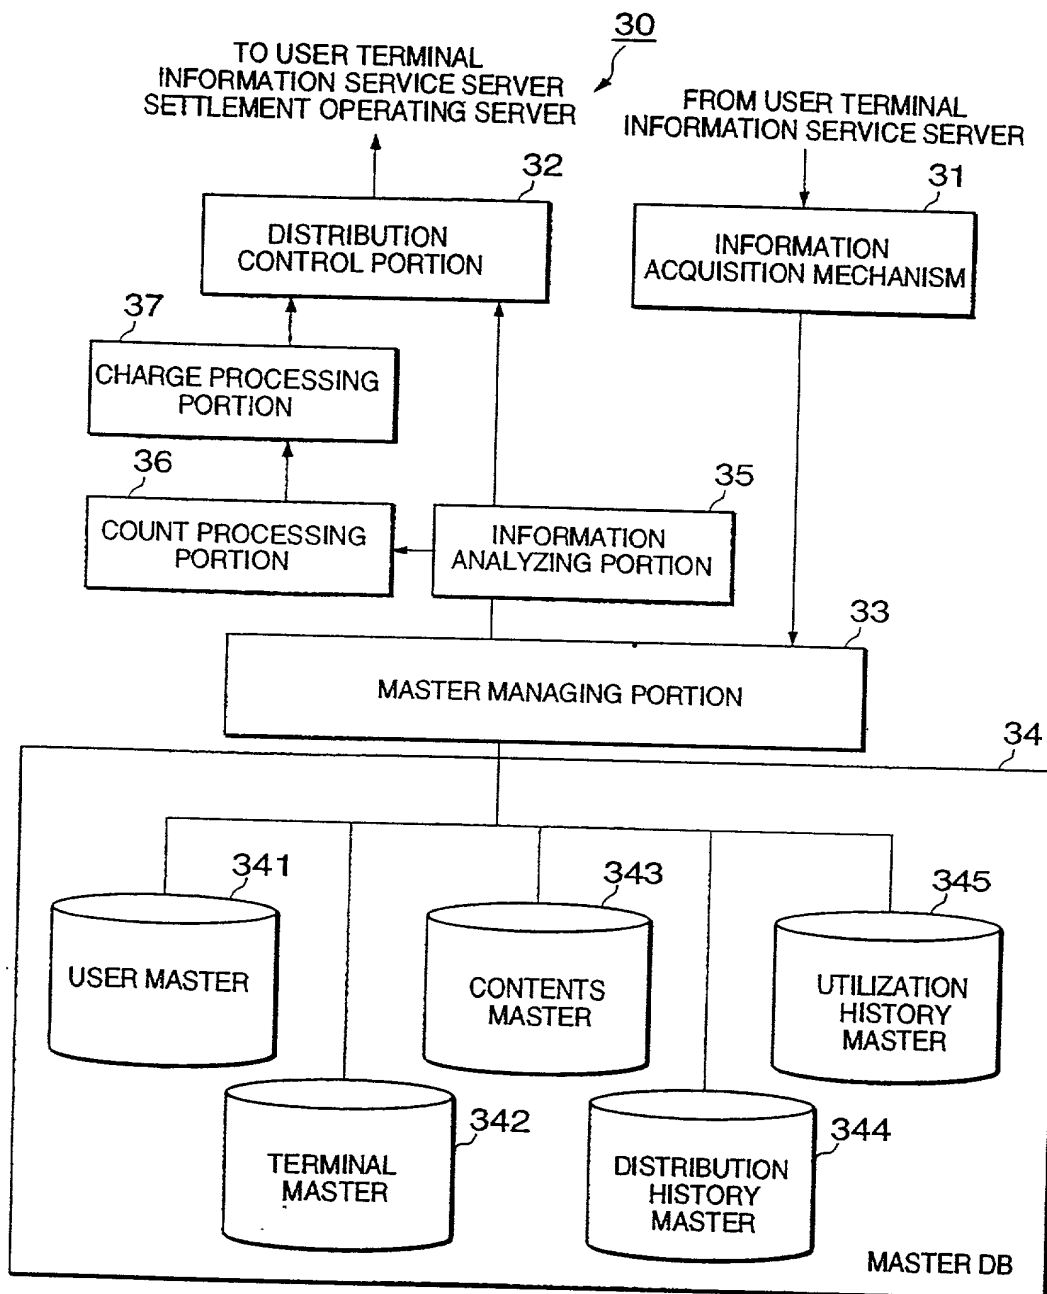 30
TO USER TERMINAL
INFORMATION SERVICE SERVER
SETTLEMENT OPERATING SERVER
FROM USER TERMINAL
INFORMATION SERVICE SERVER
32
DISTRIBUTION
CONTROL PORTION
31
INFORMATION
ACQUISITION MECHANISM
37
CHARGE PROCESSING
PORTION
36
COUNT PROCESSING
PORTION
35
INFORMATION
ANALYZING PORTION
33
MASTER MANAGING PORTION
34
341
USER MASTER
343
CONTENTS
MASTER
345
UTILIZATION
HISTORY
MASTER
342
TERMINAL
MASTER
344
DISTRIBUTION
HISTORY
MASTER
MASTER DB